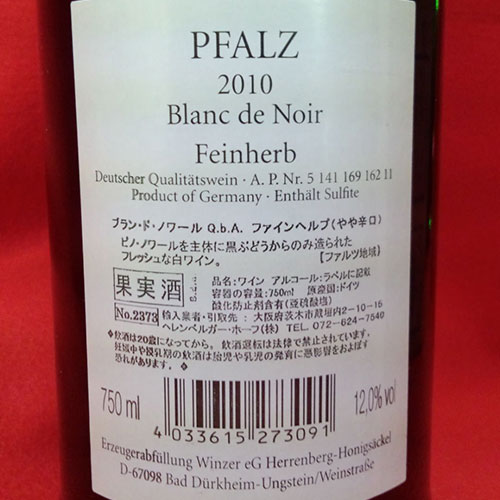 PFALZ
2010
Blanc de Noir
Feinherb
Deutscher Qualitätswein · A. P. Nr. 5 141 169 162 11
Product of Germany · Enthält Sulfite
ブラン・ド・ノワール Q.b.A. ファインヘルブ(やや辛口)
ピノ・ノワールを主体に黒ぶどうからのみ造られた
フレッシュな白ワイン。 【ファルツ地域】
果実酒
No.2373
品名:ワイン アルコール:ラベルに記載
容器の容量:750ml 原産国:ドイツ
酸化防止剤含有(亜硫酸塩)
輸入業者・引取先 : 大阪府茨木市蔵垣内2-10-15
ヘレンベルガー・ホーフ(株) TEL 072-624-7540
※飲酒は20歳になってから。飲酒運転は法律で禁止されています。
妊娠中や授乳期の飲酒は胎児や乳児の発育に悪影響をおよぼす
恐れがあります。
750 ml
12,0% vol
4 033615 273091
Erzeugerabfüllung Winzer eG Herrenberg-Honigsäckel
D-67098 Bad Dürkheim-Ungstein/Weinstraße